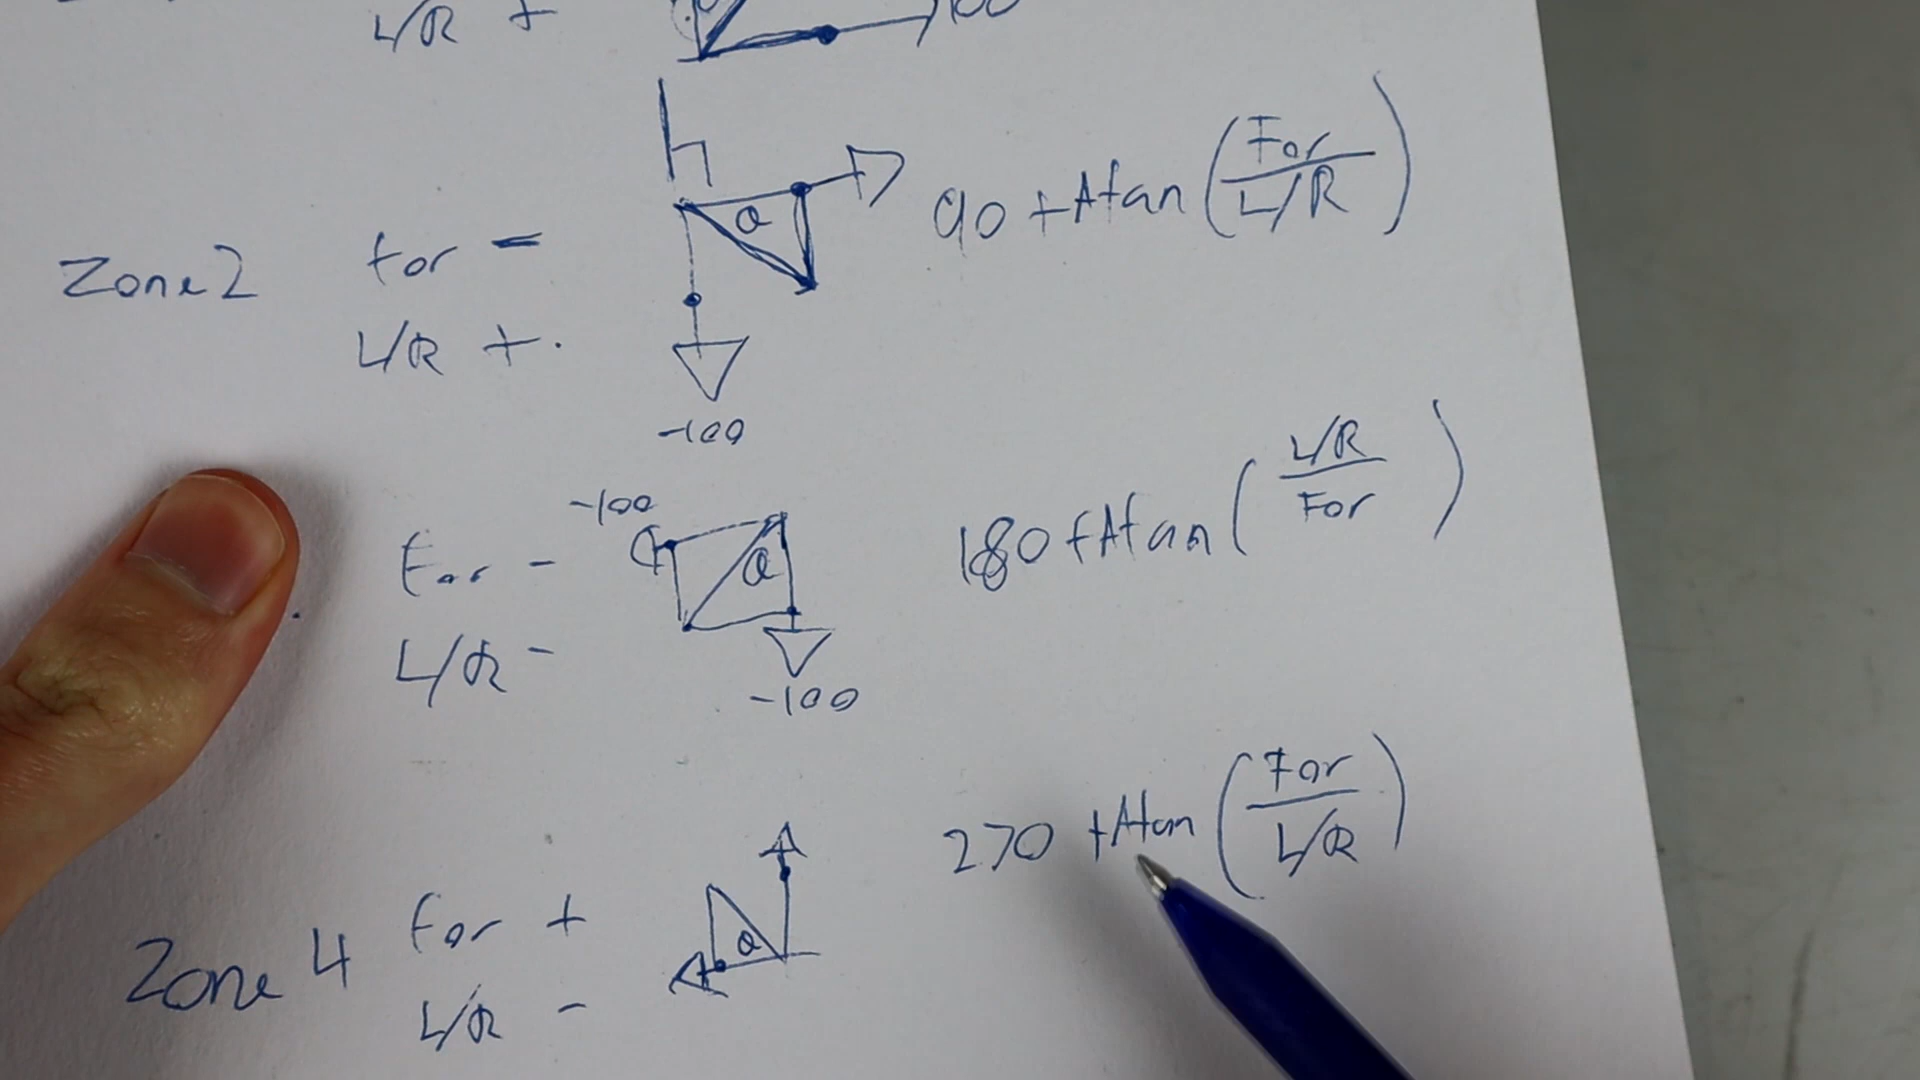 L/R +
100
90 + Atan (For / L/R)
Zone 2 for -
L/R +.
-100
-100
For -
180 + Atan (L/R / For)
L/R -
-100
270 + Atan (For / L/R)
Zone 4 for +
L/R -